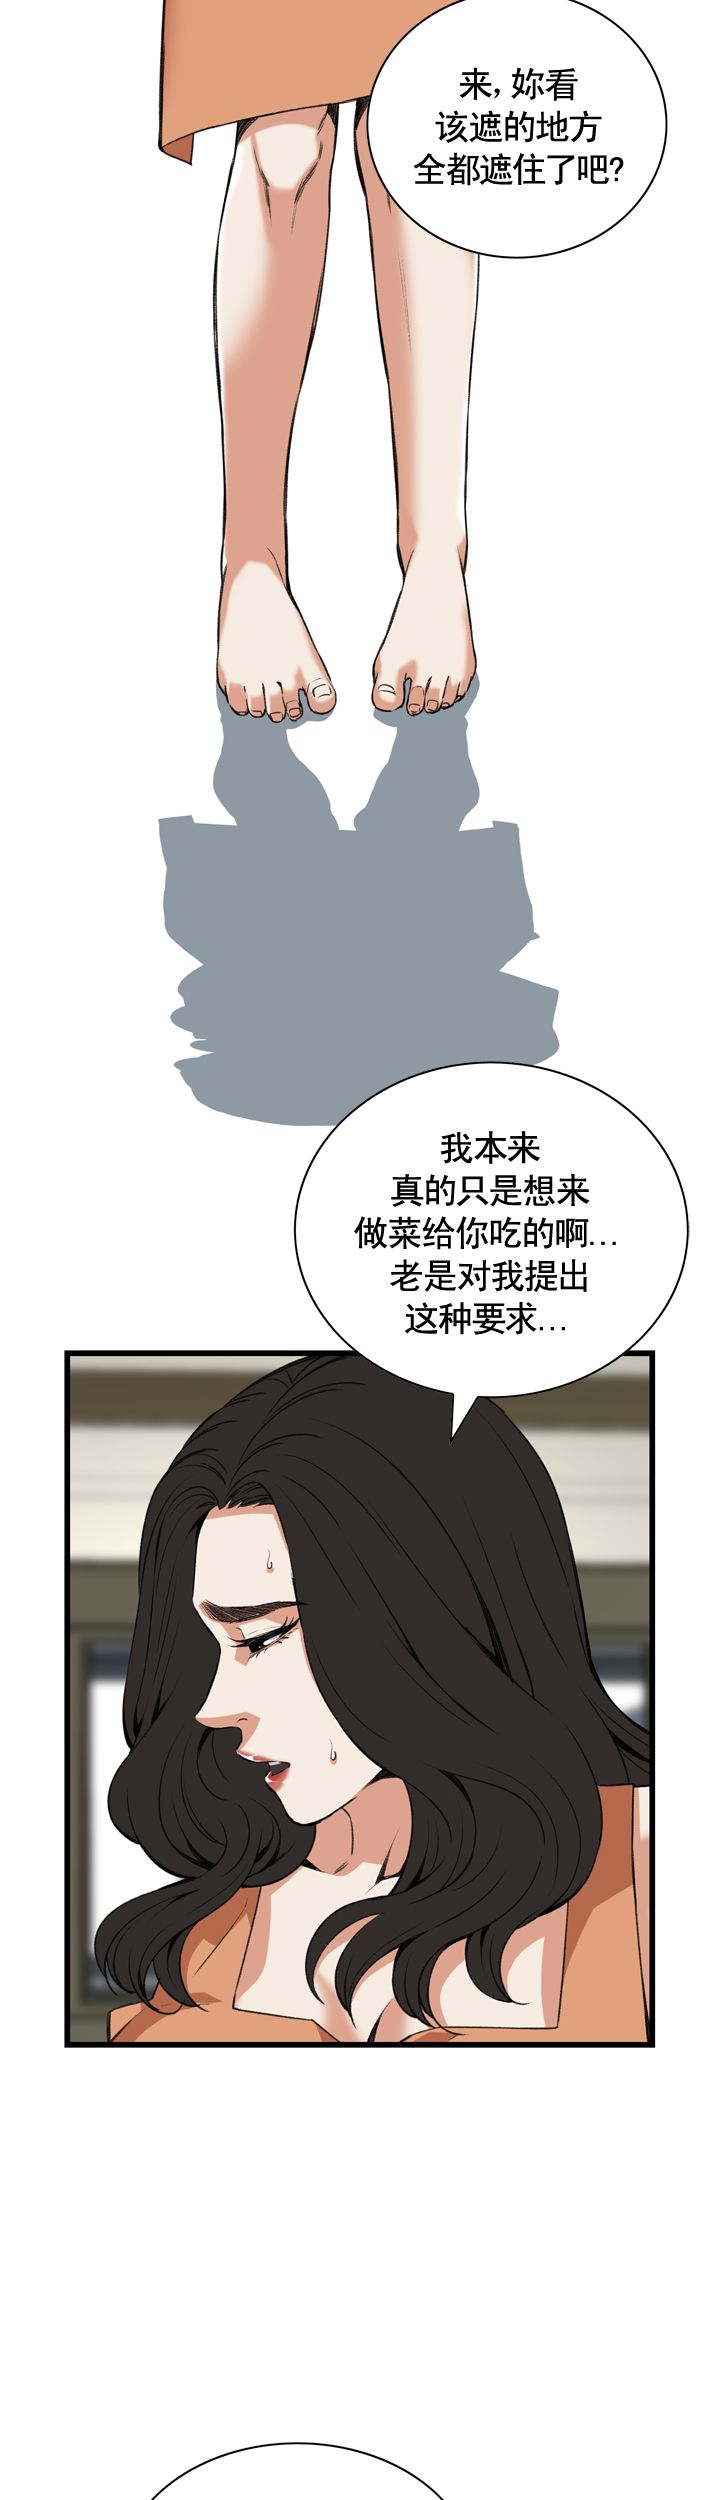 来，妳看
该遮的地方
全都遮住了吧？
我本来
真的只是想来
做菜给你吃的啊…
老是对我提出
这种要求…